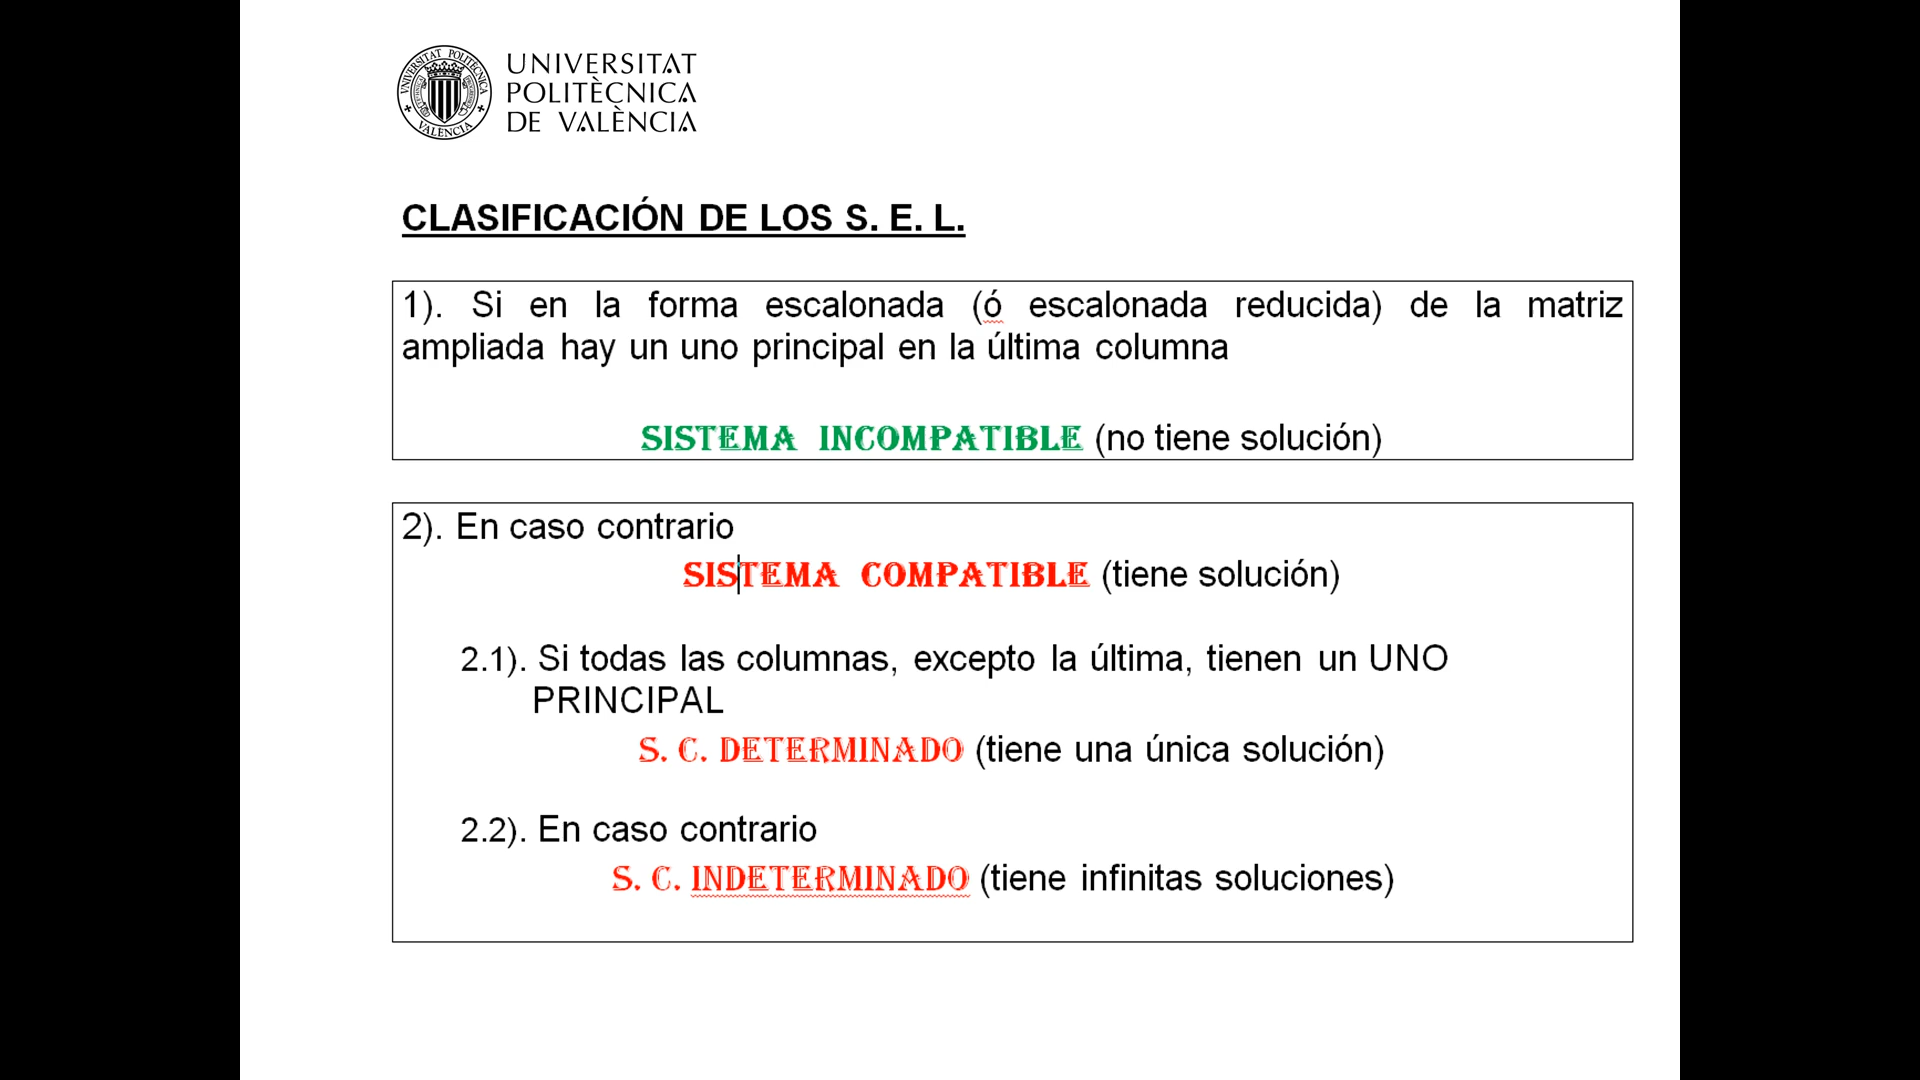 UNIVERSITAT POLITÈCNICA
VALÈNCIA
UNIVERSITAT
POLITÈCNICA
DE VALÈNCIA
CLASIFICACIÓN DE LOS S. E. L.
1). Si en la forma escalonada (ó escalonada reducida) de la matriz
ampliada hay un uno principal en la última columna
SISTEMA INCOMPATIBLE (no tiene solución)
2). En caso contrario
SISTEMA COMPATIBLE (tiene solución)
2.1). Si todas las columnas, excepto la última, tienen un UNO
PRINCIPAL
S. C. DETERMINADO (tiene una única solución)
2.2). En caso contrario
S. C. INDETERMINADO (tiene infinitas soluciones)